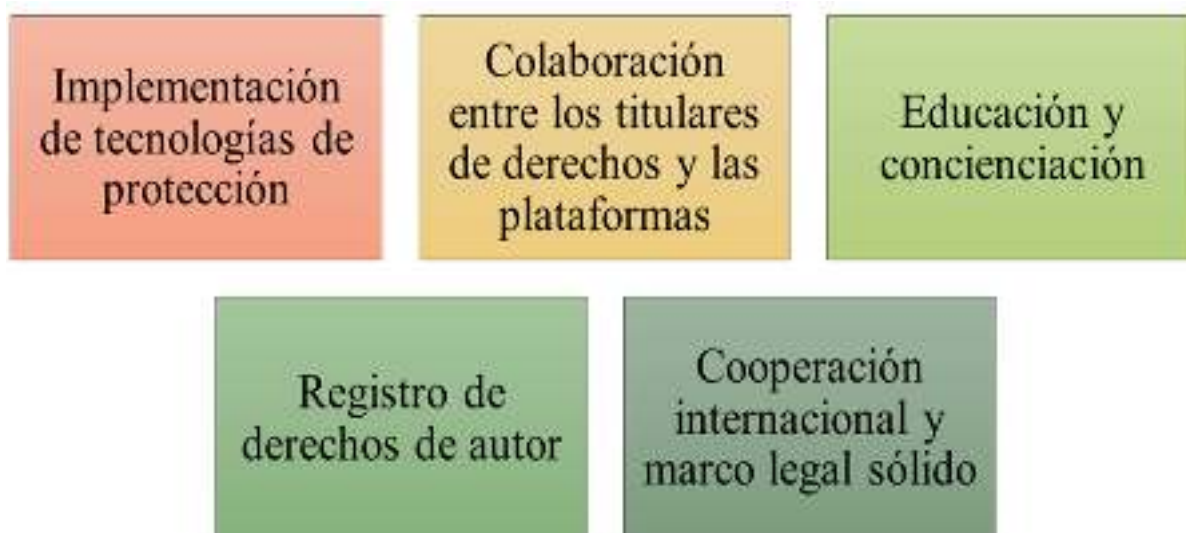 Implementación
de tecnologías de
protección
Colaboración
entre los titulares
de derechos y las
plataformas
Educación y
concienciación
Registro de
derechos de autor
Cooperación
internacional y
marco legal sólido